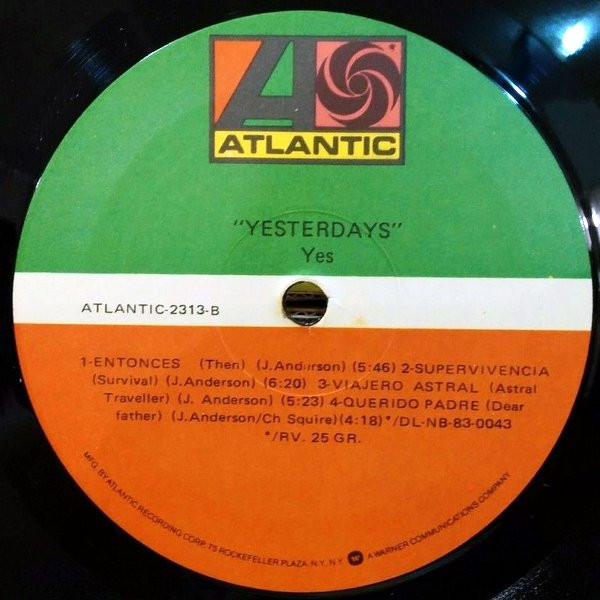 ATLANTIC
"YESTERDAYS"
Yes
ATLANTIC-2313-B
1-ENTONCES (Then) (J.Anderson) (5:46) 2-SUPERVIVENCIA
(Survival) (J.Anderson) (6:20) 3-VIAJERO ASTRAL (Astral
Traveller) (J. Anderson) (5:23) 4-QUERIDO PADRE (Dear
father) (J.Anderson/Ch Squire)(4:18)*/DL-NB-83-0043
*/RV. 25 GR.
MFG. BY ATLANTIC RECORDING CORP. 75 ROCKEFELLER PLAZA, N.Y. N.Y. A WARNER COMMUNICATIONS COMPANY